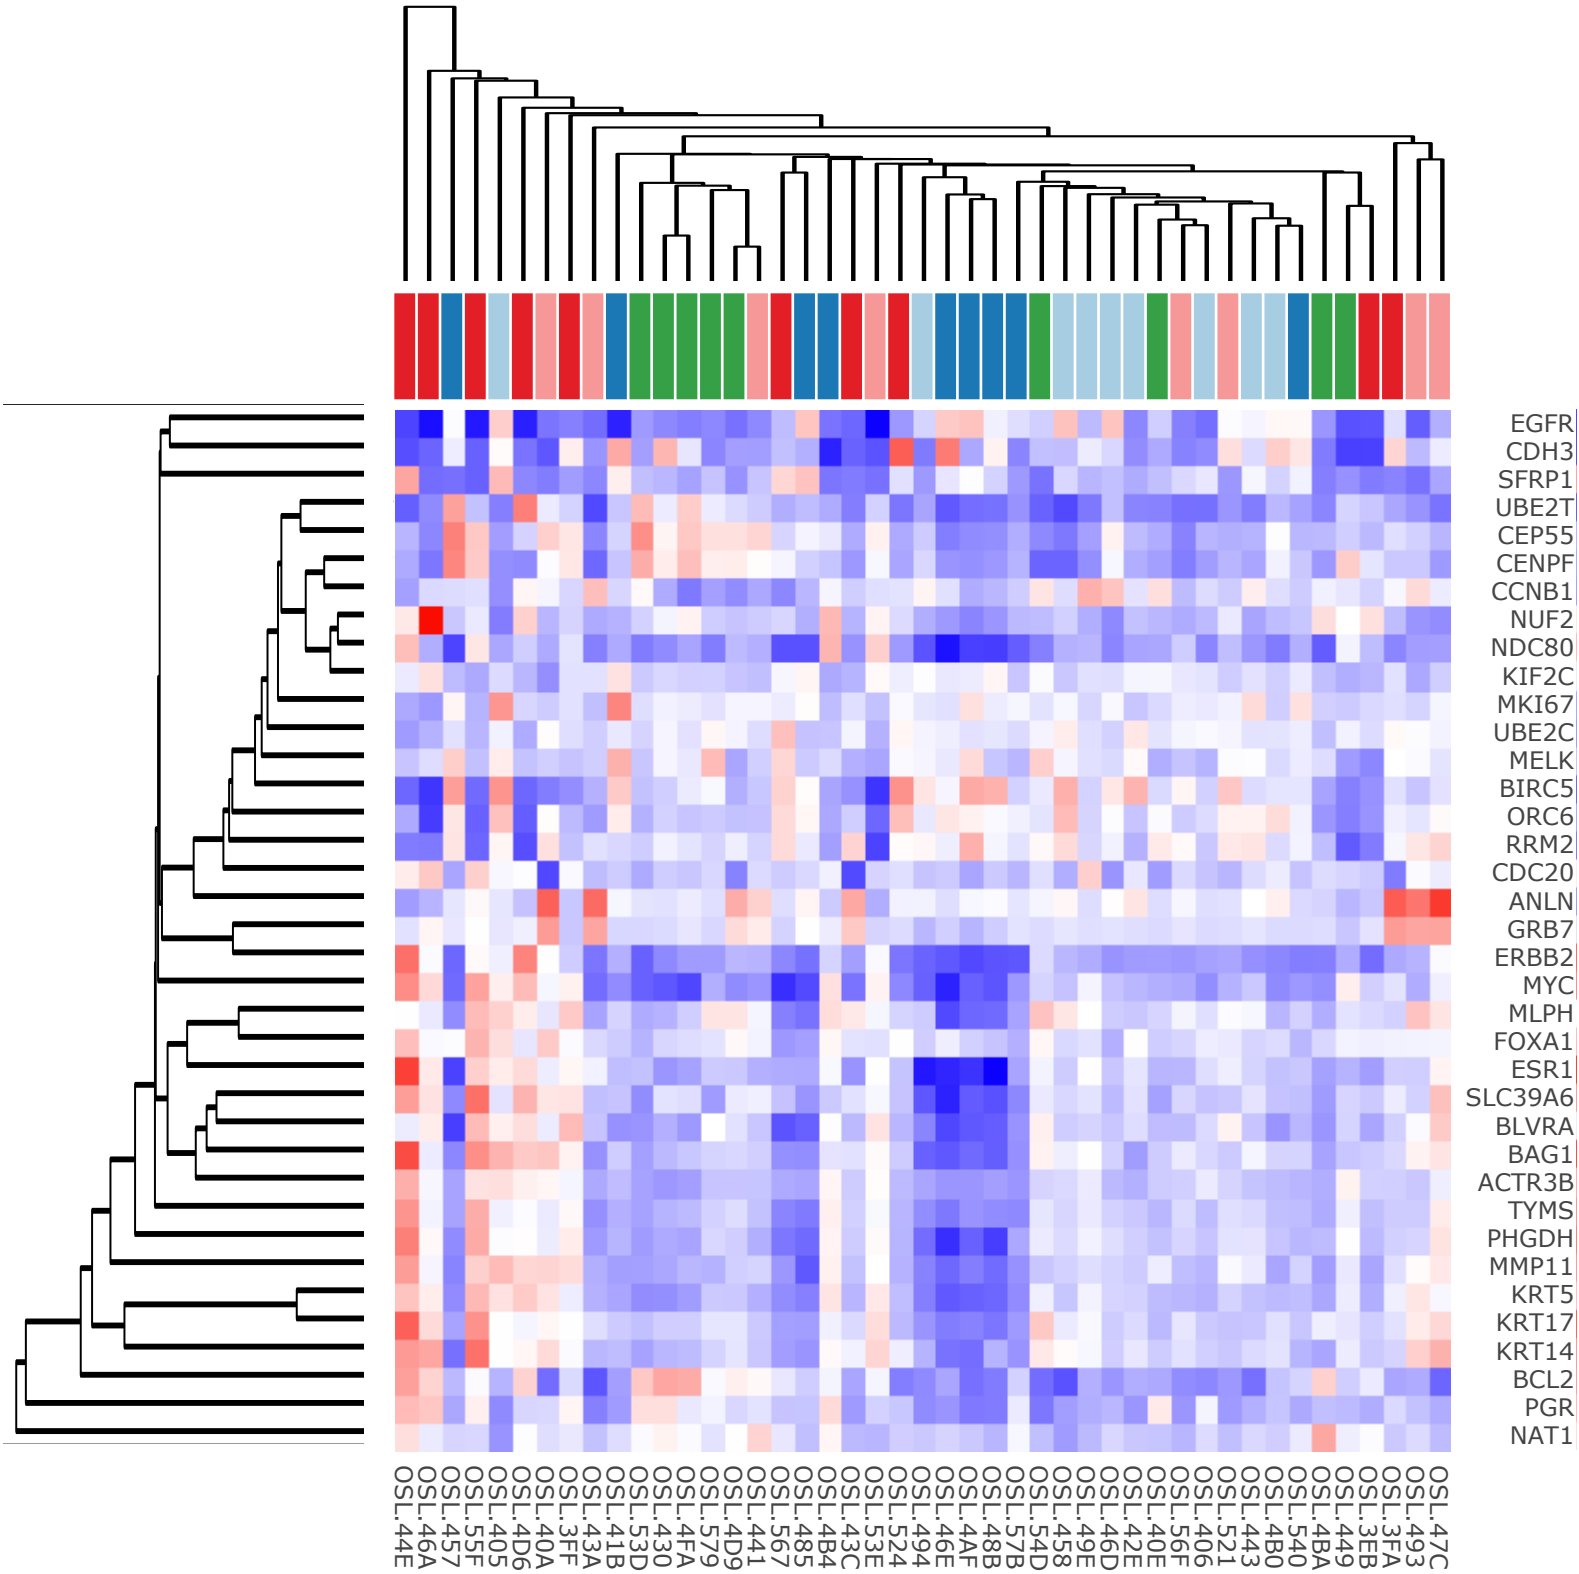 EGFR
CDH3
SFRP1
UBE2T
CEP55
CENPF
CCNB1
NUF2
NDC80
KIF2C
MKI67
UBE2C
MELK
BIRC5
ORC6
RRM2
CDC20
ANLN
GRB7
ERBB2
MYC
MLPH
FOXA1
ESR1
SLC39A6
BLVRA
BAG1
ACTR3B
TYMS
PHGDH
MMP11
KRT5
KRT17
KRT14
BCL2
PGR
NAT1
OSL.44E
OSL.46A
OSL.457
OSL.55F
OSL.405
OSL.4D6
OSL.40A
OSL.3FF
OSL.43A
OSL.41B
OSL.53D
OSL.430
OSL.4FA
OSL.579
OSL.4D9
OSL.441
OSL.567
OSL.485
OSL.4B4
OSL.43C
OSL.53E
OSL.524
OSL.494
OSL.46E
OSL.4AF
OSL.48B
OSL.57B
OSL.54D
OSL.458
OSL.49E
OSL.46D
OSL.42E
OSL.40E
OSL.56F
OSL.406
OSL.521
OSL.443
OSL.4B0
OSL.540
OSL.4BA
OSL.449
OSL.3EB
OSL.3FA
OSL.493
OSL.47C